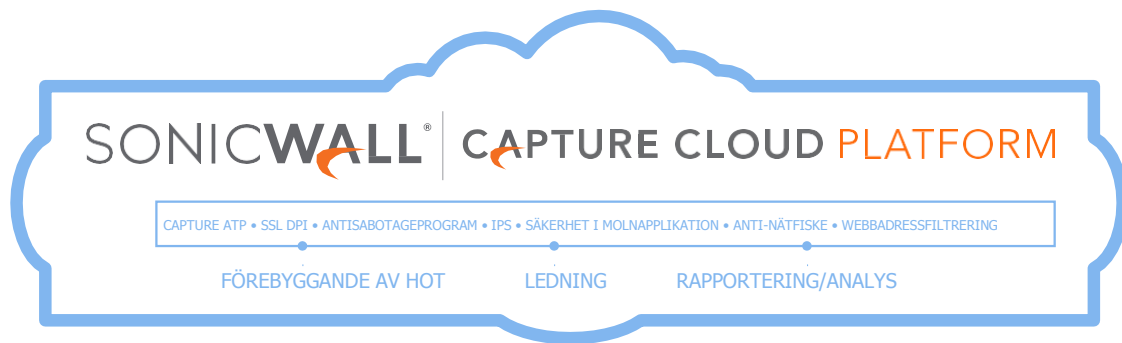 SONICWALL® CAPTURE CLOUD PLATFORM
CAPTURE ATP • SSL DPI • ANTISABOTAGEPROGRAM • IPS • SÄKERHET I MOLNAPPLIKATION • ANTI-NÄTFISKE • WEBBADRESSFILTRERING
FÖREBYGGANDE AV HOT LEDNING RAPPORTERING/ANALYS